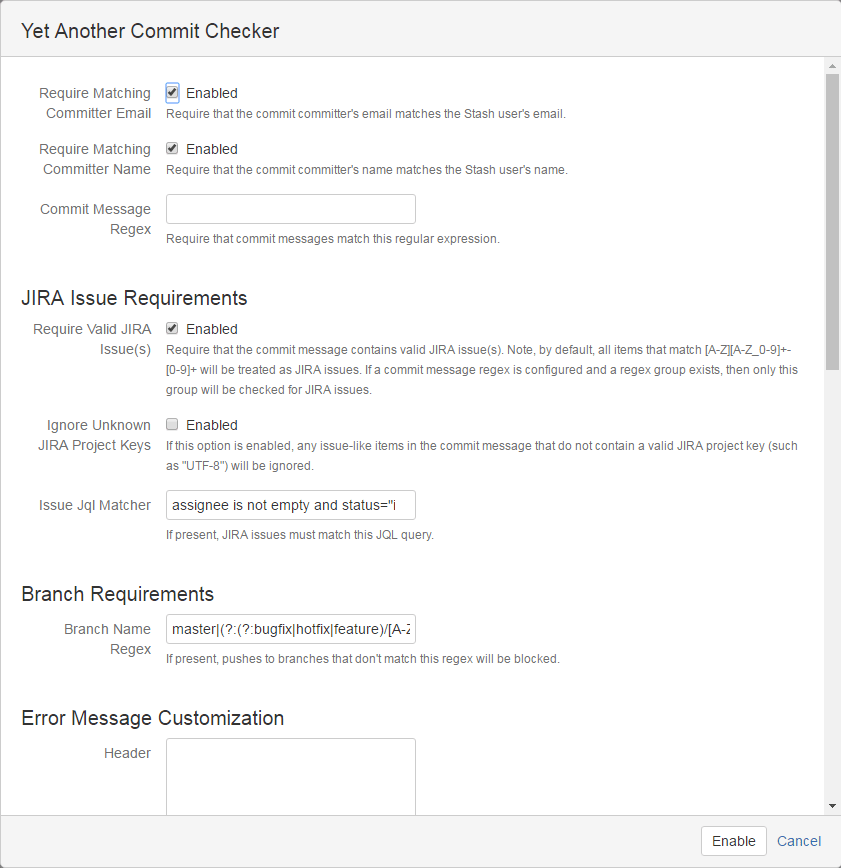 Yet Another Commit Checker
Require Matching Committer Email
Enabled
Require that the commit committer's email matches the Stash user's email.
Require Matching Committer Name
Enabled
Require that the commit committer's name matches the Stash user's name.
Commit Message Regex
Require that commit messages match this regular expression.
JIRA Issue Requirements
Require Valid JIRA Issue(s)
Enabled
Require that the commit message contains valid JIRA issue(s). Note, by default, all items that match [A-Z][A-Z_0-9]+-
[0-9]+ will be treated as JIRA issues. If a commit message regex is configured and a regex group exists, then only this
group will be checked for JIRA issues.
Ignore Unknown JIRA Project Keys
Enabled
If this option is enabled, any issue-like items in the commit message that do not contain a valid JIRA project key (such
as "UTF-8") will be ignored.
Issue Jql Matcher
assignee is not empty and status="i
If present, JIRA issues must match this JQL query.
Branch Requirements
Branch Name Regex
master|(?:(?:bugfix|hotfix|feature)/[A-Z
If present, pushes to branches that don't match this regex will be blocked.
Error Message Customization
Header
Enable
Cancel